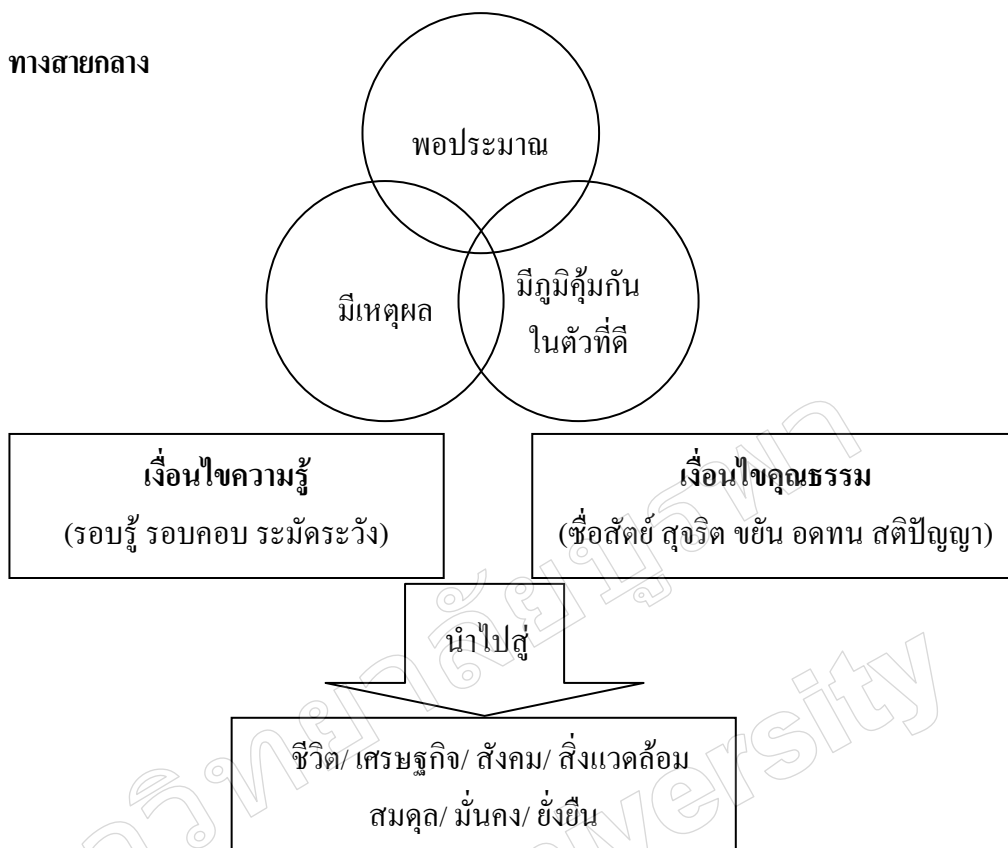 ทางสายกลาง
พอประมาณ
มีเหตุผล
มีภูมิคุ้มกัน
ในตัวที่ดี
เงื่อนไขความรู้
(รอบรู้ รอบคอบ ระมัดระวัง)
เงื่อนไขคุณธรรม
(ซื่อสัตย์ สุจริต ขยัน อดทน สติปัญญา)
นำไปสู่
ชีวิต/ เศรษฐกิจ/ สังคม/ สิ่งแวดล้อม
สมดุล/ มั่นคง/ ยั่งยืน